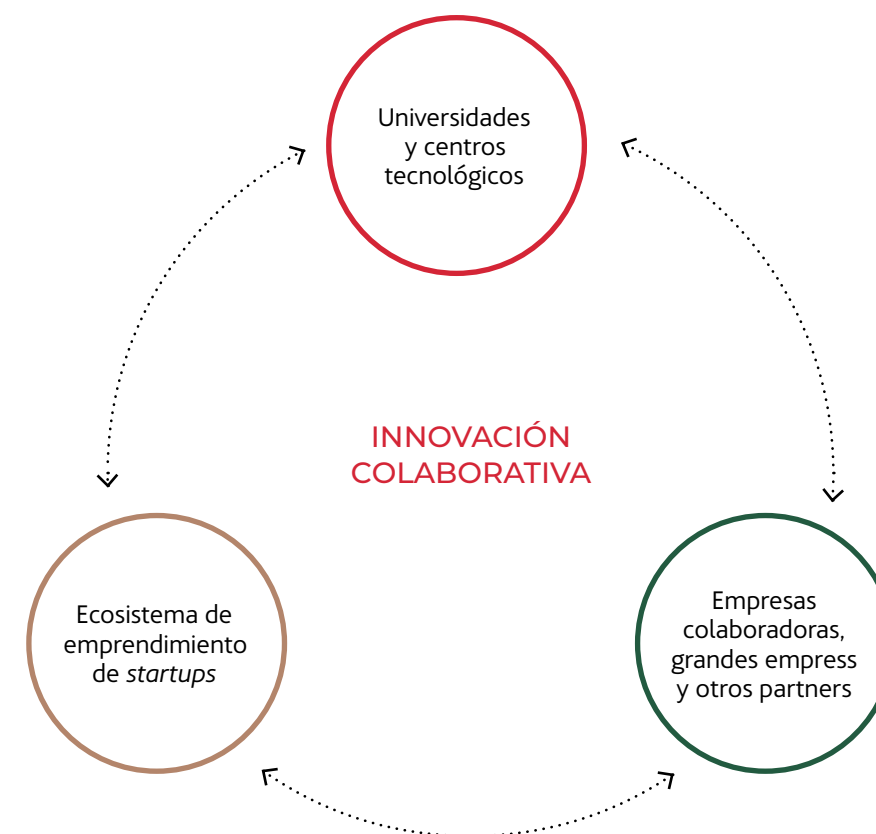 Universidades
y centros
tecnológicos
INNOVACIÓN
COLABORATIVA
Ecosistema de
emprendimiento
de startups
Empresas
colaboradoras,
grandes empress
y otros partners